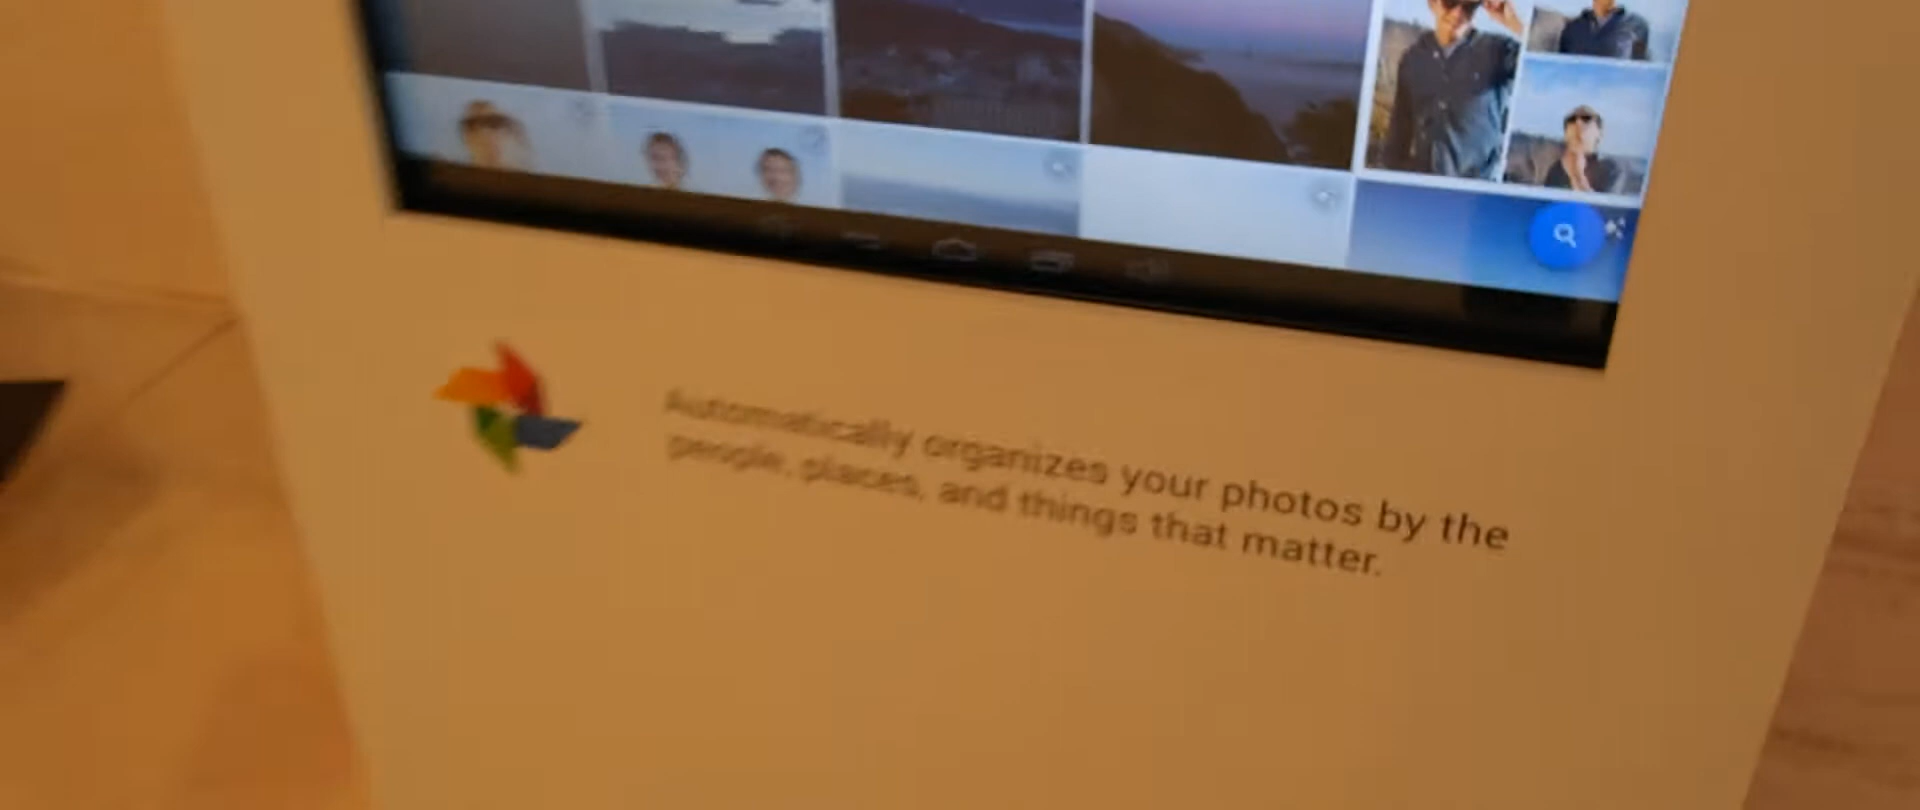 Automatically organizes your photos by the
people, places, and things that matter.